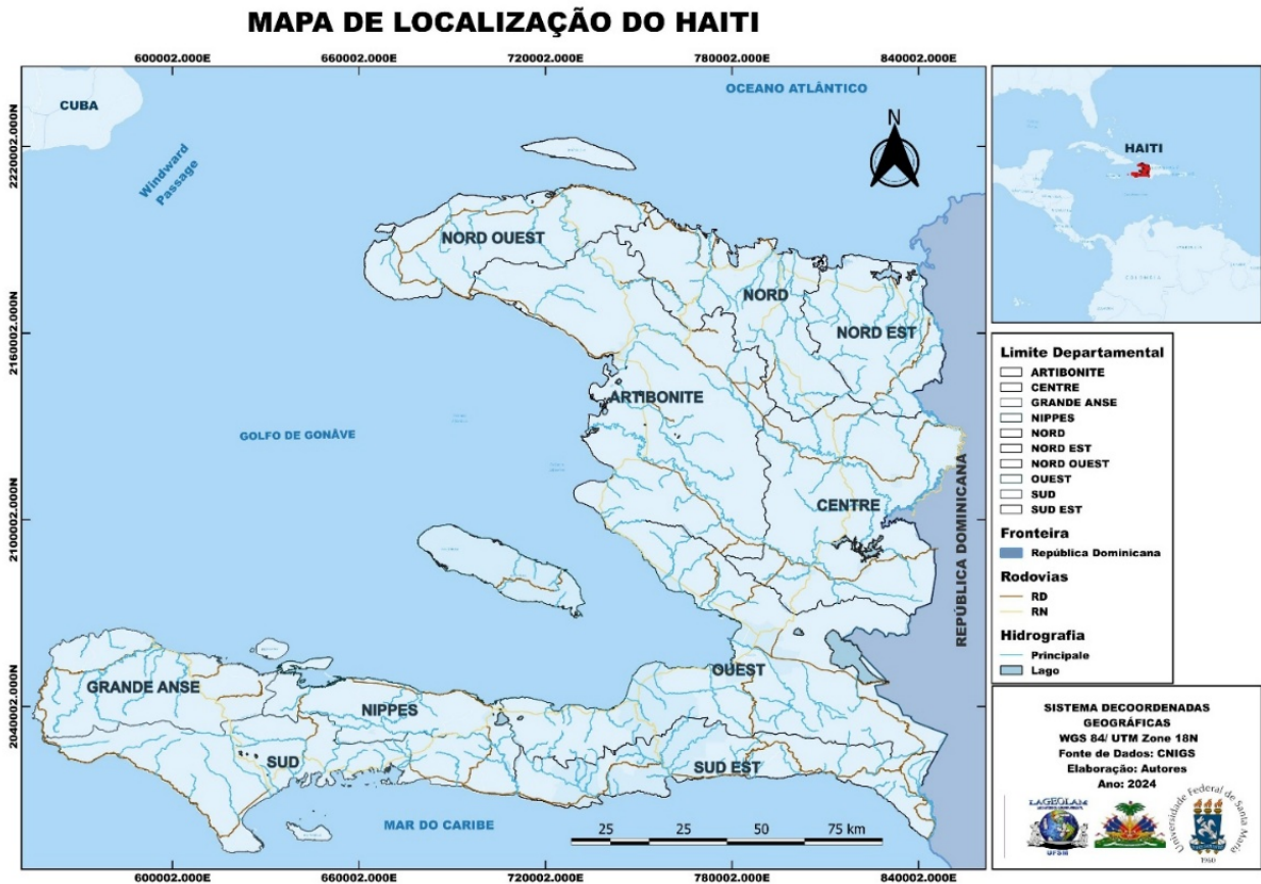 MAPA DE LOCALIZAÇÃO DO HAITI
600002.000E 660002.000E 720002.000E 780002.000E 840002.000E
2220002.000N
2160002.000N
2100002.000N
2040002.000N
CUBA
Windward
Passage
OCEANO ATLÂNTICO
N
NORD OUEST
NORD
NORD EST
ARTIBONITE
GOLFO DE GONÂVE
CENTRE
REPÚBLICA DOMINICANA
OUEST
GRANDE ANSE
NIPPES
SUD
SUD EST
MAR DO CARIBE
25 25 50 75 km
600002.000E 660002.000E 720002.000E 780002.000E 840002.000E
HAITI
Limite Departamental
ARTIBONITE
CENTRE
GRANDE ANSE
NIPPES
NORD
NORD EST
NORD OUEST
OUEST
SUD
SUD EST
Fronteira
República Dominicana
Rodovias
RD
RN
Hidrografia
Principale
Lago
SISTEMA DECOORDENADAS
GEOGRÁFICAS
WGS 84/ UTM Zone 18N
Fonte de Dados: CNIGS
Elaboração: Autores
Ano: 2024
LAGEOLAM
UFSM
Universidade Federal de Santa Maria
1960